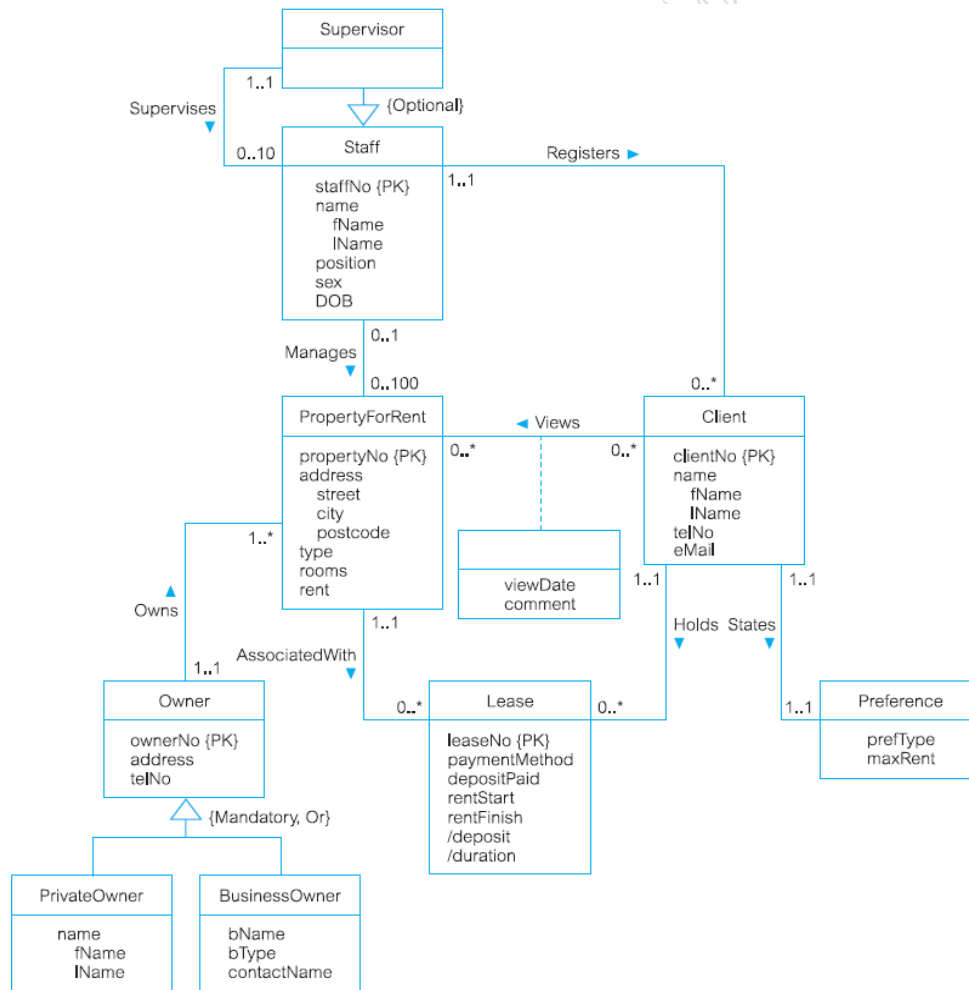 Supervisor
1..1
{Optional}
Supervises
0..10
Staff
Registers
1..1
staffNo {PK}
name
fName
lName
position
sex
DOB
0..1
Manages
0..100
0..*
PropertyForRent
Views
Client
0..*
0..*
propertyNo {PK}
address
street
city
postcode
type
rooms
rent
clientNo {PK}
name
fName
lName
telNo
eMail
viewDate
comment
1..*
Owns
1..1
1..1
AssociatedWith
1..1
1..1
Holds
States
Owner
0..*
Lease
0..*
1..1
Preference
ownerNo {PK}
address
telNo
leaseNo {PK}
paymentMethod
depositPaid
rentStart
rentFinish
/deposit
/duration
prefType
maxRent
{Mandatory, Or}
PrivateOwner
BusinessOwner
name
fName
lName
bName
bType
contactName